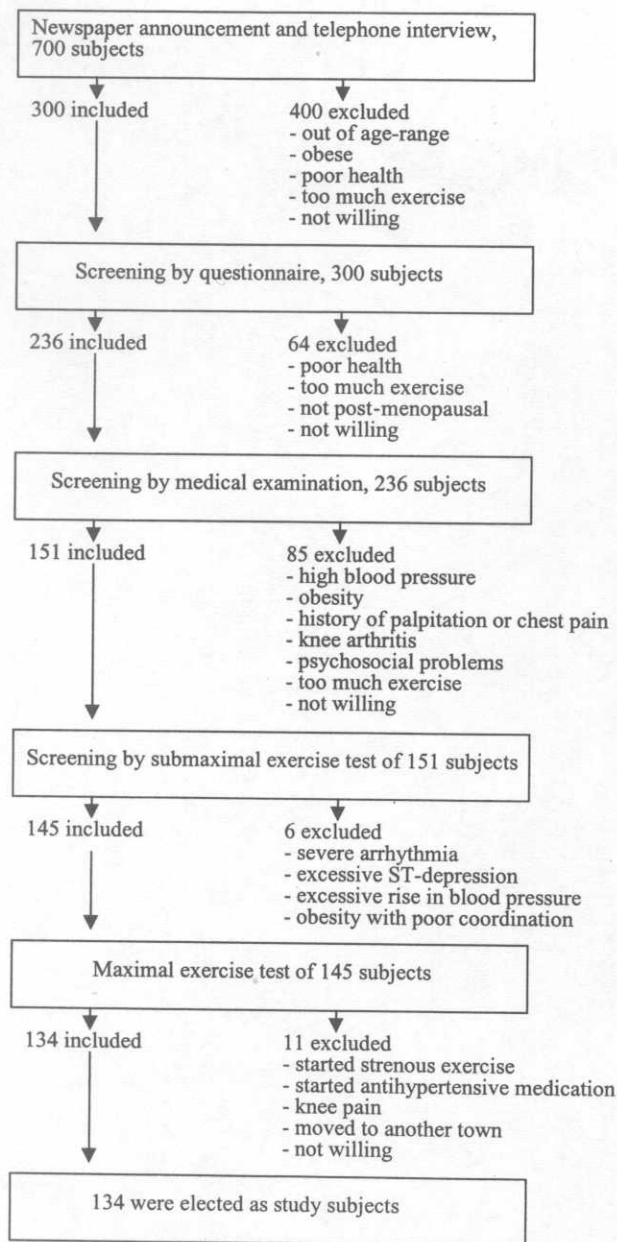 Newspaper announcement and telephone interview,
700 subjects
300 included
400 excluded
- out of age-range
- obese
- poor health
- too much exercise
- not willing
Screening by questionnaire, 300 subjects
236 included
64 excluded
- poor health
- too much exercise
- not post-menopausal
- not willing
Screening by medical examination, 236 subjects
151 included
85 excluded
- high blood pressure
- obesity
- history of palpitation or chest pain
- knee arthritis
- psychosocial problems
- too much exercise
- not willing
Screening by submaximal exercise test of 151 subjects
145 included
6 excluded
- severe arrhythmia
- excessive ST-depression
- excessive rise in blood pressure
- obesity with poor coordination
Maximal exercise test of 145 subjects
134 included
11 excluded
- started strenous exercise
- started antihypertensive medication
- knee pain
- moved to another town
- not willing
134 were elected as study subjects